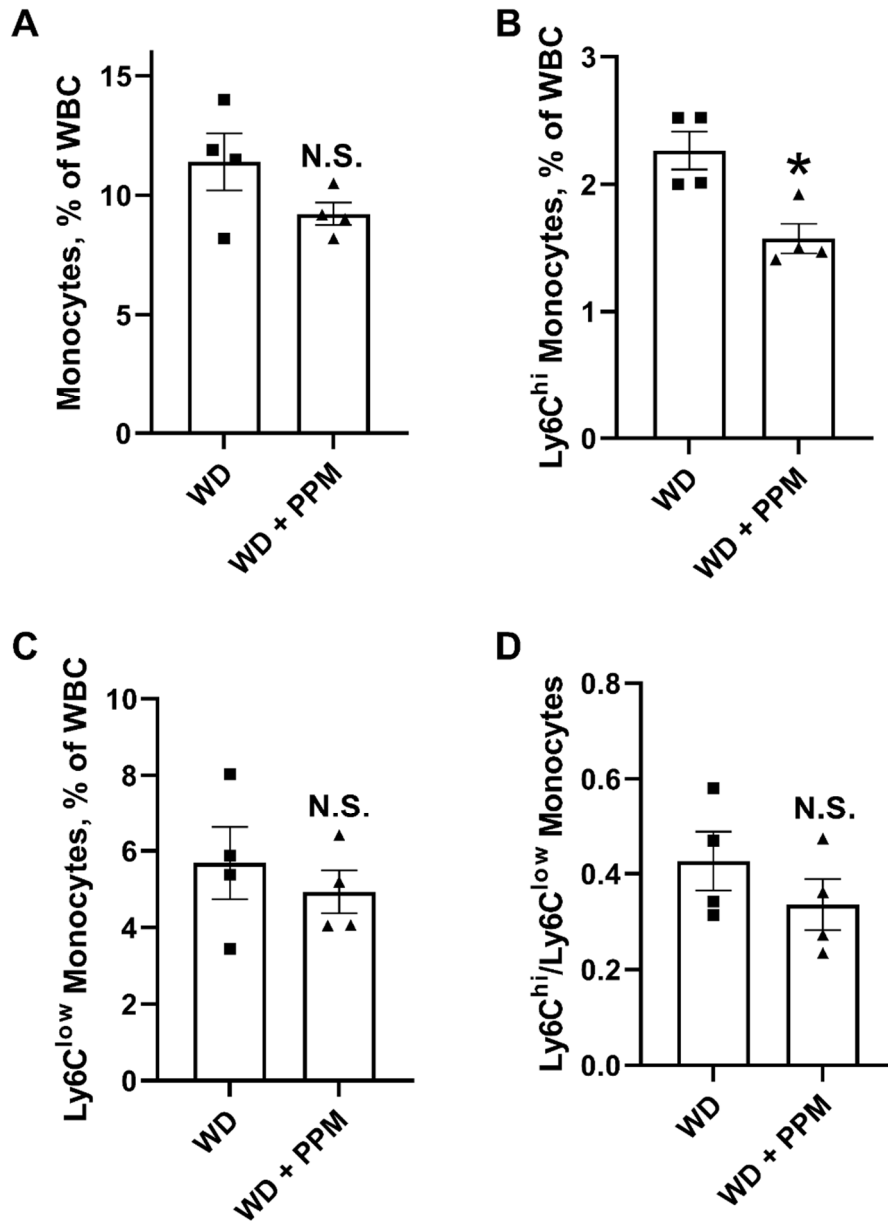 A
Monocytes, % of WBC
15
10
5
0
N.S.
WD
WD + PPM
B
Ly6C^hi Monocytes, % of WBC
3
2
1
0
*
WD
WD + PPM
C
Ly6C^low Monocytes, % of WBC
10
8
6
4
2
0
N.S.
WD
WD + PPM
D
Ly6C^hi/Ly6C^low Monocytes
0.8
0.6
0.4
0.2
0.0
N.S.
WD
WD + PPM